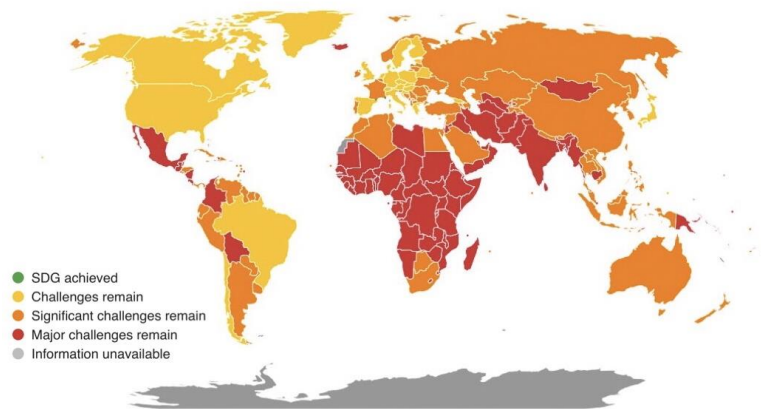 SDG achieved
Challenges remain
Significant challenges remain
Major challenges remain
Information unavailable